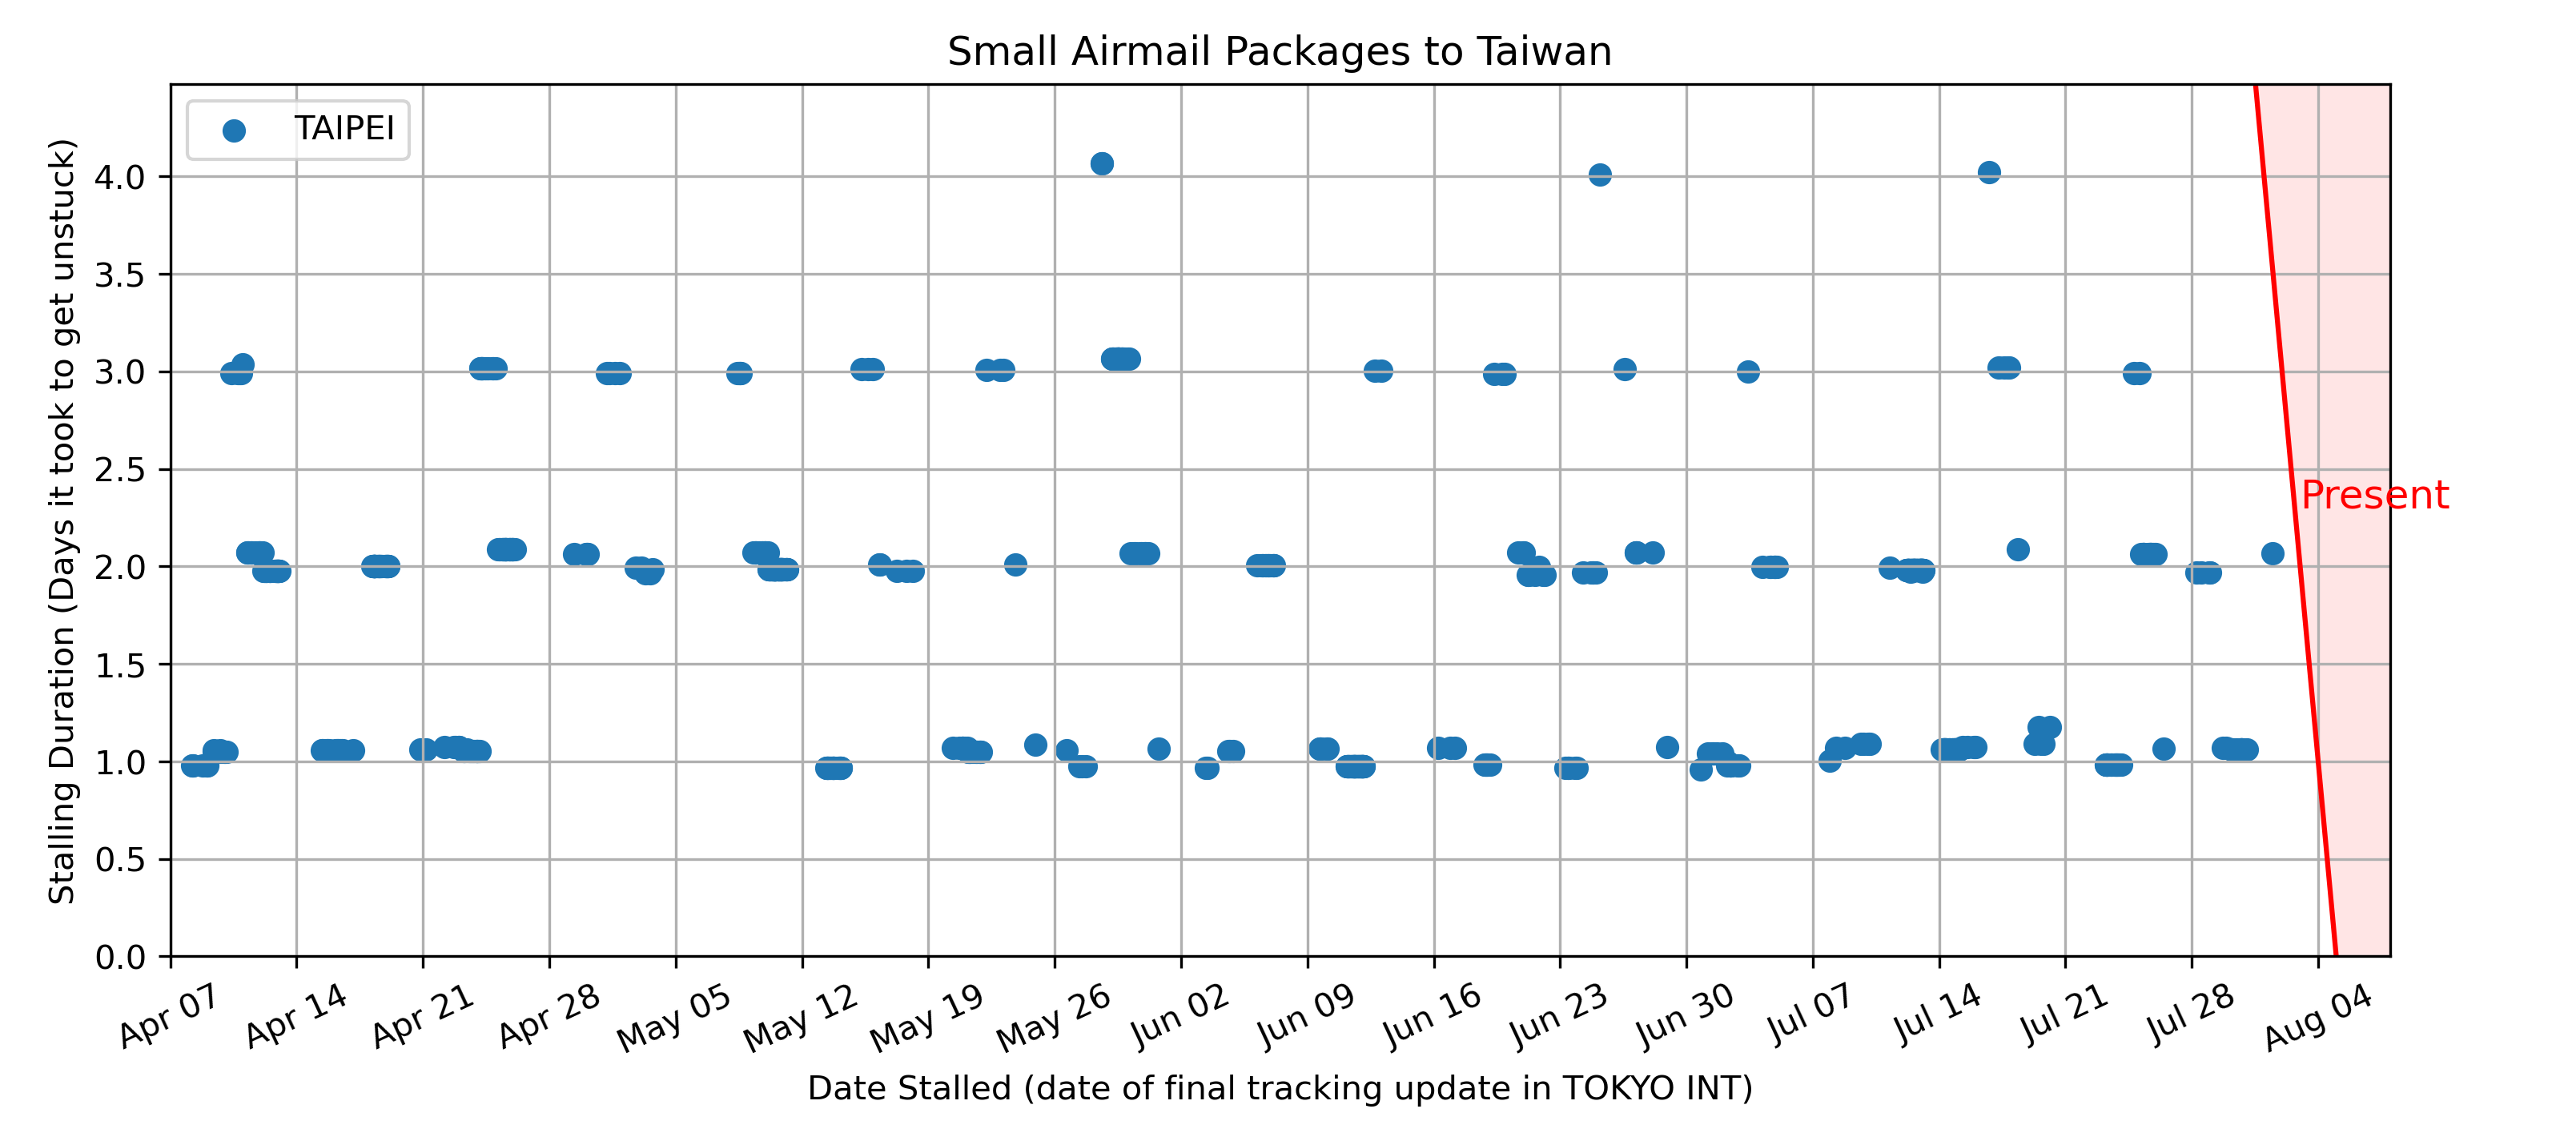 Small Airmail Packages to Taiwan
TAIPEI
Stalling Duration (Days it took to get unstuck)
4.0
3.5
3.0
2.5
2.0
1.5
1.0
0.5
0.0
Present
Apr 07
Apr 14
Apr 21
Apr 28
May 05
May 12
May 19
May 26
Jun 02
Jun 09
Jun 16
Jun 23
Jun 30
Jul 07
Jul 14
Jul 21
Jul 28
Aug 04
Date Stalled (date of final tracking update in TOKYO INT)